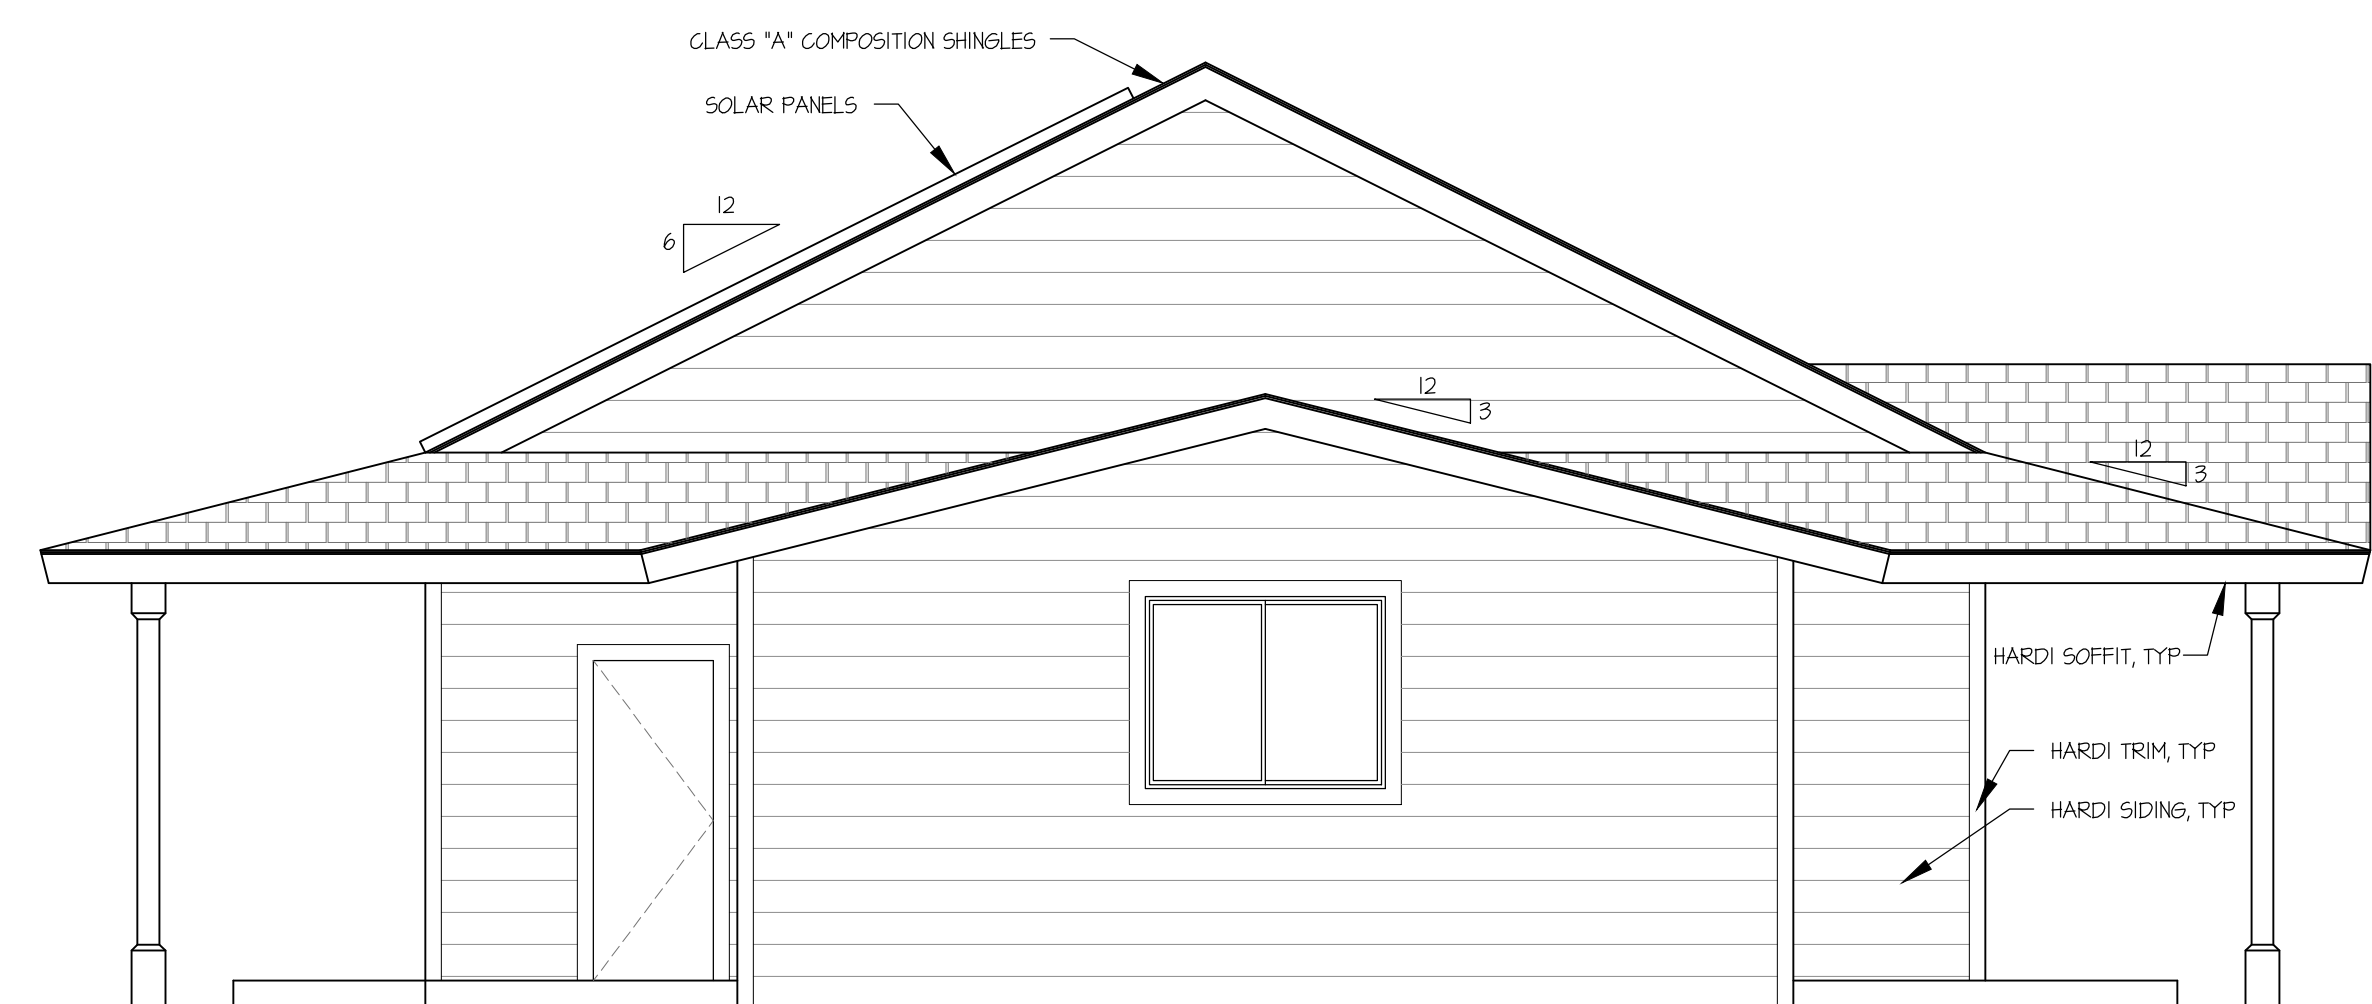 CLASS "A" COMPOSITION SHINGLES
SOLAR PANELS
12
6
12
3
12
3
HARDI SOFFIT, TYP
HARDI TRIM, TYP
HARDI SIDING, TYP